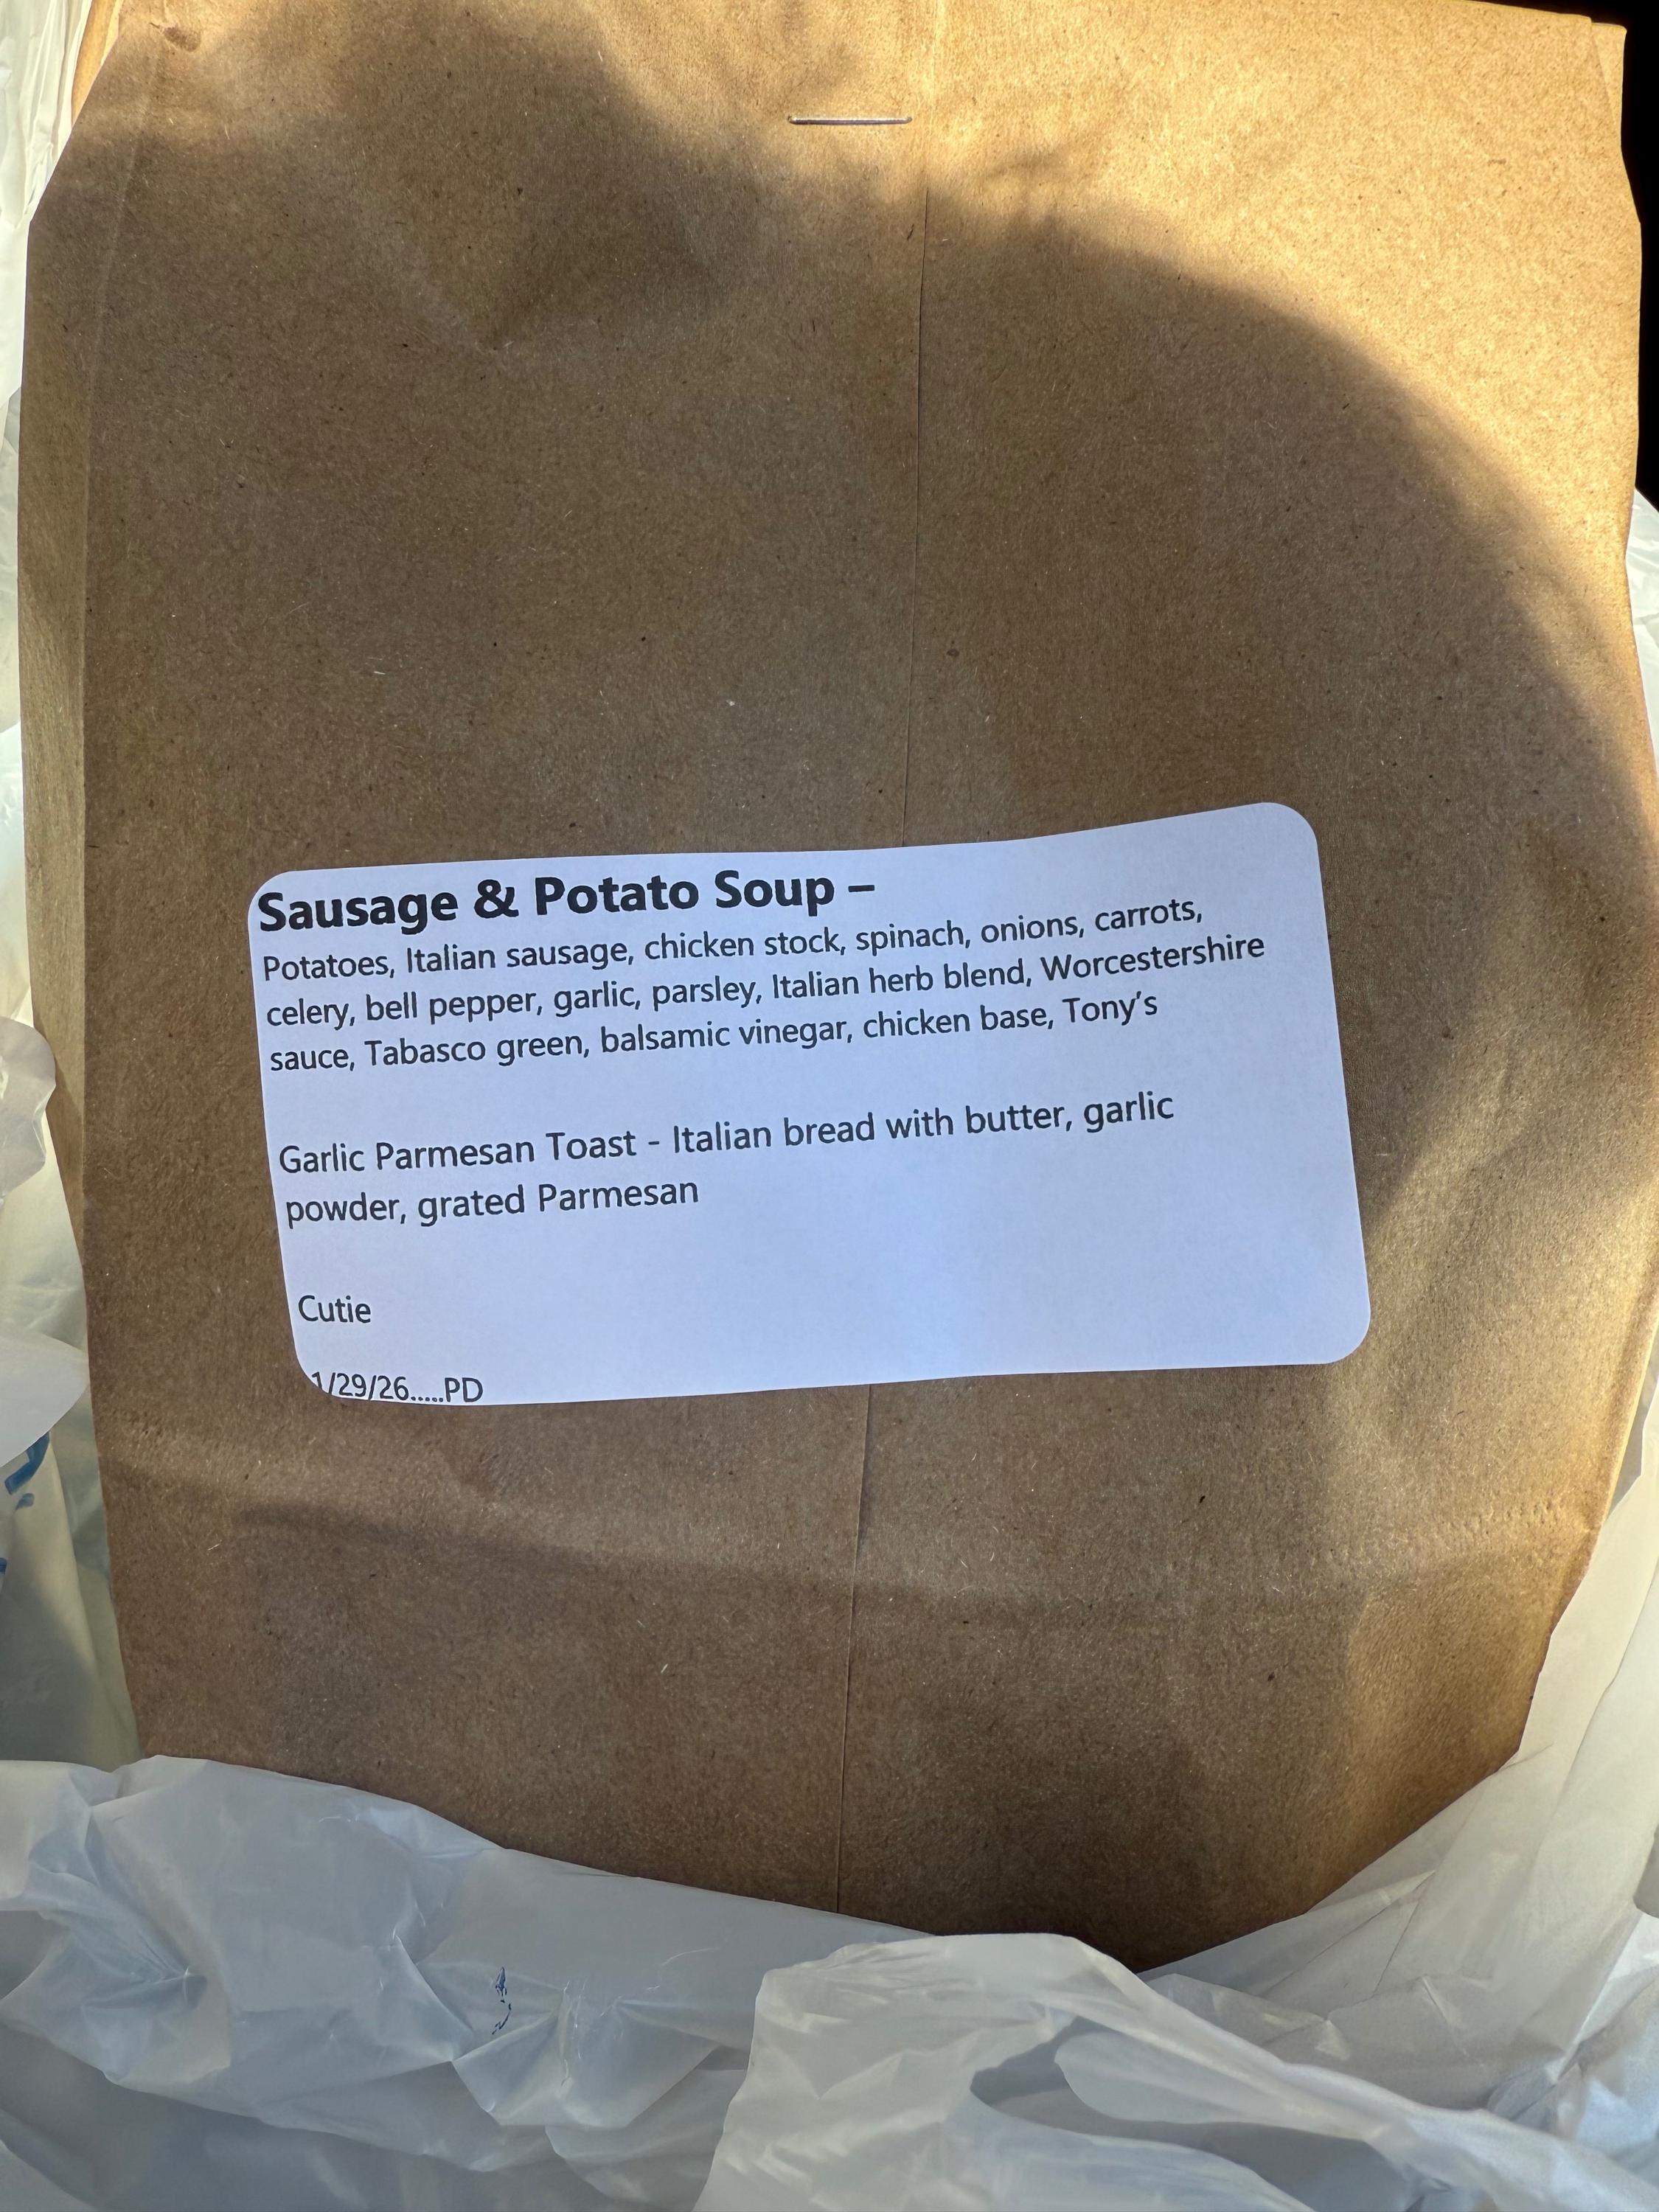 Sausage & Potato Soup –
Potatoes, Italian sausage, chicken stock, spinach, onions, carrots,
celery, bell pepper, garlic, parsley, Italian herb blend, Worcestershire
sauce, Tabasco green, balsamic vinegar, chicken base, Tony's
Garlic Parmesan Toast - Italian bread with butter, garlic
powder, grated Parmesan
Cutie
1/29/26.....PD